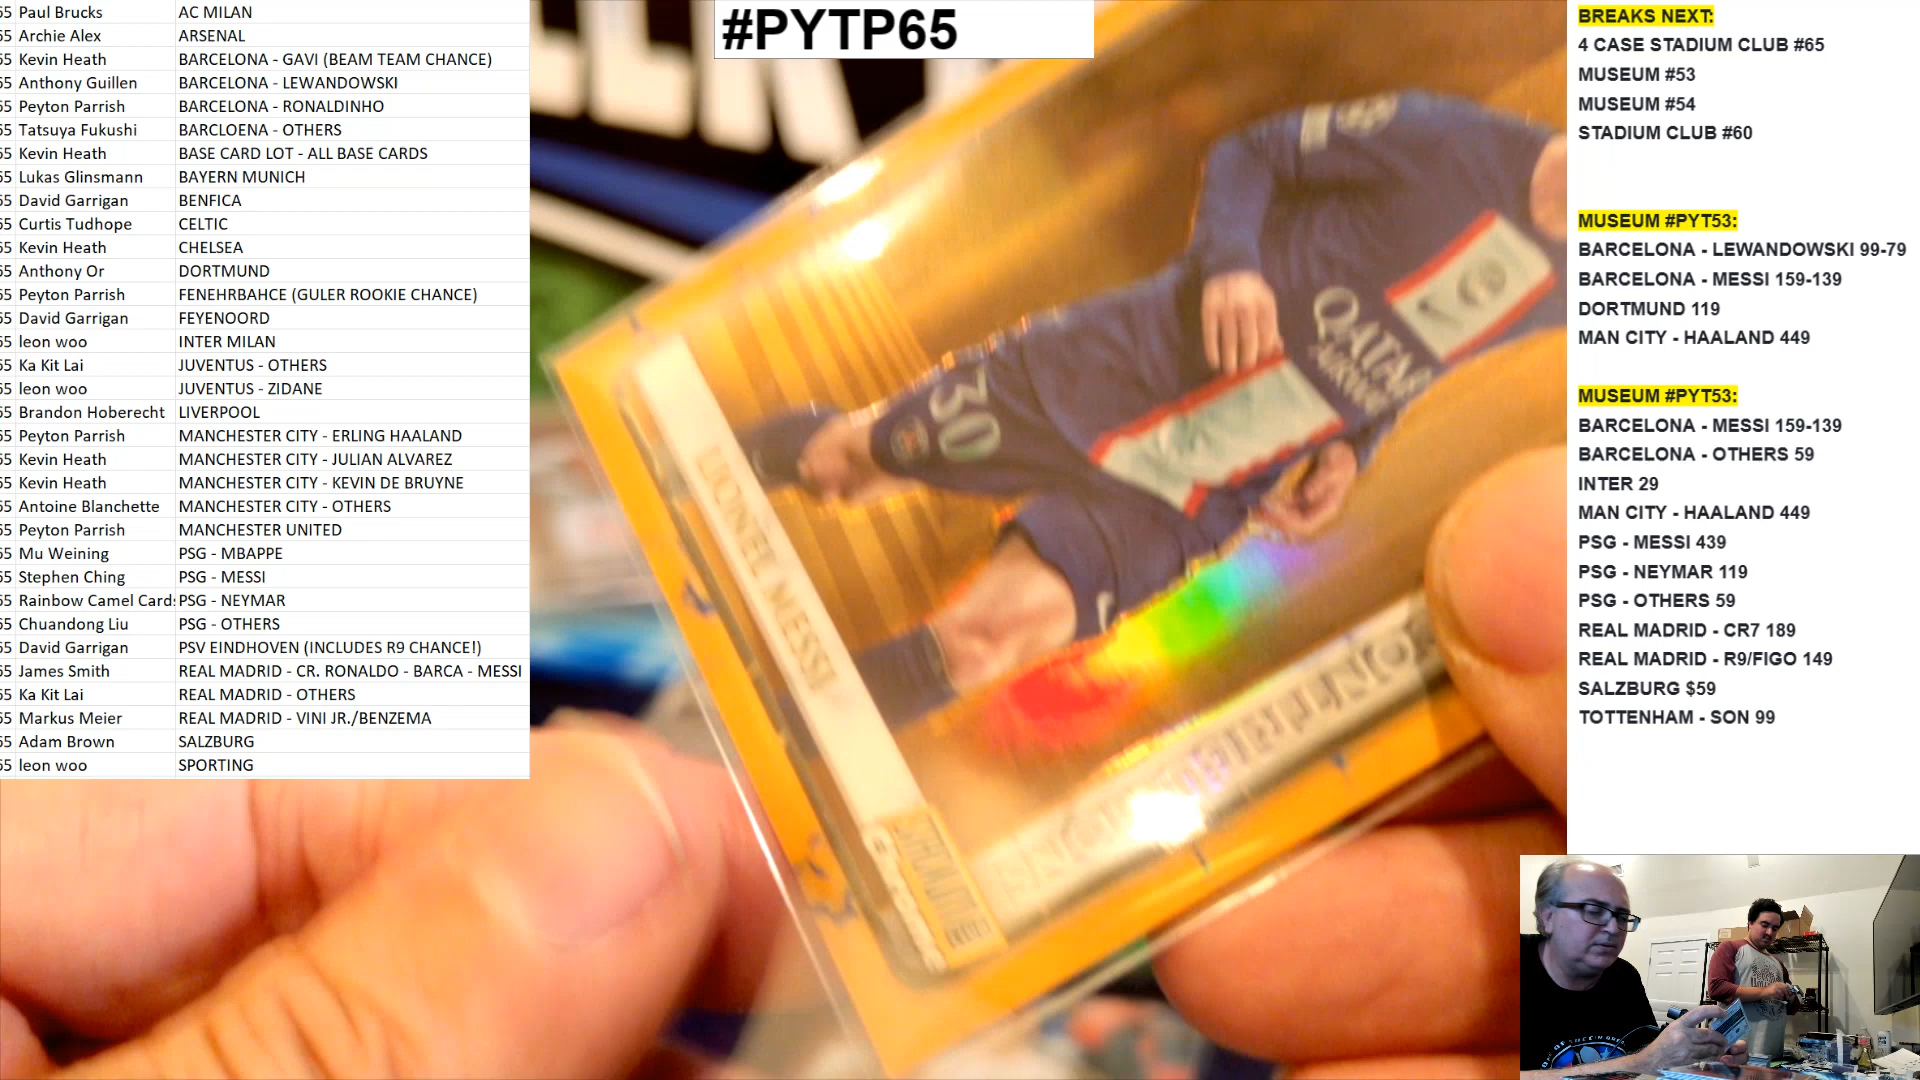 #PYTP65
65 Paul Brucks AC MILAN
65 Archie Alex ARSENAL
65 Kevin Heath BARCELONA - GAVI (BEAM TEAM CHANCE)
65 Anthony Guillen BARCELONA - LEWANDOWSKI
65 Peyton Parrish BARCELONA - RONALDINHO
65 Tatsuya Fukushi BARCLOENA - OTHERS
65 Kevin Heath BASE CARD LOT - ALL BASE CARDS
65 Lukas Glinsmann BAYERN MUNICH
65 David Garrigan BENFICA
65 Curtis Tudhope CELTIC
65 Kevin Heath CHELSEA
65 Anthony Or DORTMUND
65 Peyton Parrish FENEHRBAHCE (GULER ROOKIE CHANCE)
65 David Garrigan FEYENOORD
65 leon woo INTER MILAN
65 Ka Kit Lai JUVENTUS - OTHERS
65 leon woo JUVENTUS - ZIDANE
65 Brandon Hoberecht LIVERPOOL
65 Peyton Parrish MANCHESTER CITY - ERLING HAALAND
65 Kevin Heath MANCHESTER CITY - JULIAN ALVAREZ
65 Kevin Heath MANCHESTER CITY - KEVIN DE BRUYNE
65 Antoine Blanchette MANCHESTER CITY - OTHERS
65 Peyton Parrish MANCHESTER UNITED
65 Mu Weining PSG - MBAPPE
65 Stephen Ching PSG - MESSI
65 Rainbow Camel Cards PSG - NEYMAR
65 Chuandong Liu PSG - OTHERS
65 David Garrigan PSV EINDHOVEN (INCLUDES R9 CHANCE!)
65 James Smith REAL MADRID - CR. RONALDO - BARCA - MESSI
65 Ka Kit Lai REAL MADRID - OTHERS
65 Markus Meier REAL MADRID - VINI JR./BENZEMA
65 Adam Brown SALZBURG
65 leon woo SPORTING
30
QATAR
AIRWAYS
LIONEL MESSI
BREAKS NEXT:
4 CASE STADIUM CLUB #65
MUSEUM #53
MUSEUM #54
STADIUM CLUB #60
MUSEUM #PYT53:
BARCELONA - LEWANDOWSKI 99-79
BARCELONA - MESSI 159-139
DORTMUND 119
MAN CITY - HAALAND 449
MUSEUM #PYT53:
BARCELONA - MESSI 159-139
BARCELONA - OTHERS 59
INTER 29
MAN CITY - HAALAND 449
PSG - MESSI 439
PSG - NEYMAR 119
PSG - OTHERS 59
REAL MADRID - CR7 189
REAL MADRID - R9/FIGO 149
SALZBURG $59
TOTTENHAM - SON 99